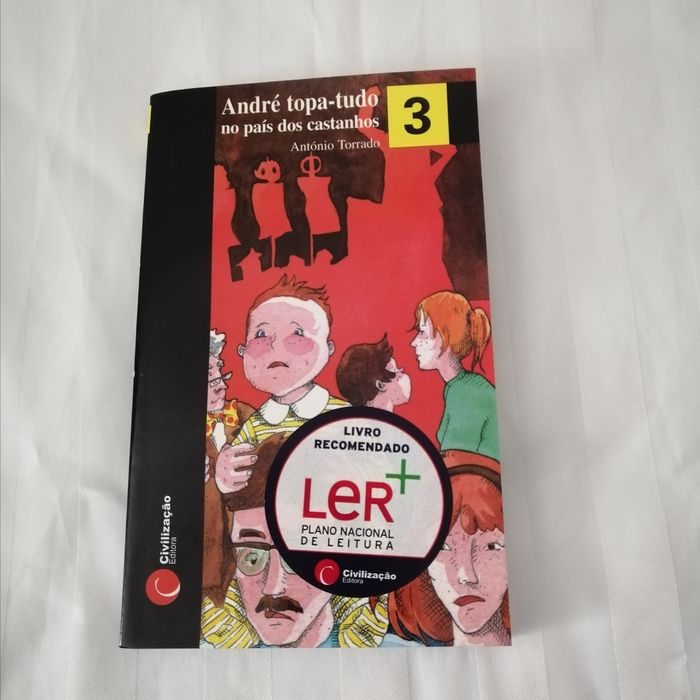 André topa-tudo
no país dos castanhos
António Torrado
3
LIVRO
RECOMENDADO
LeR+
PLANO NACIONAL
DE LEITURA
Civilização
Editora
Civilização
Editora